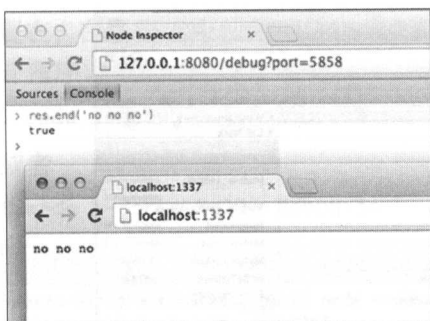 Node Inspector
127.0.0.1:8080/debug?port=5858
Sources Console
> res.end('no no no')
true
>
localhost:1337
localhost:1337
no no no